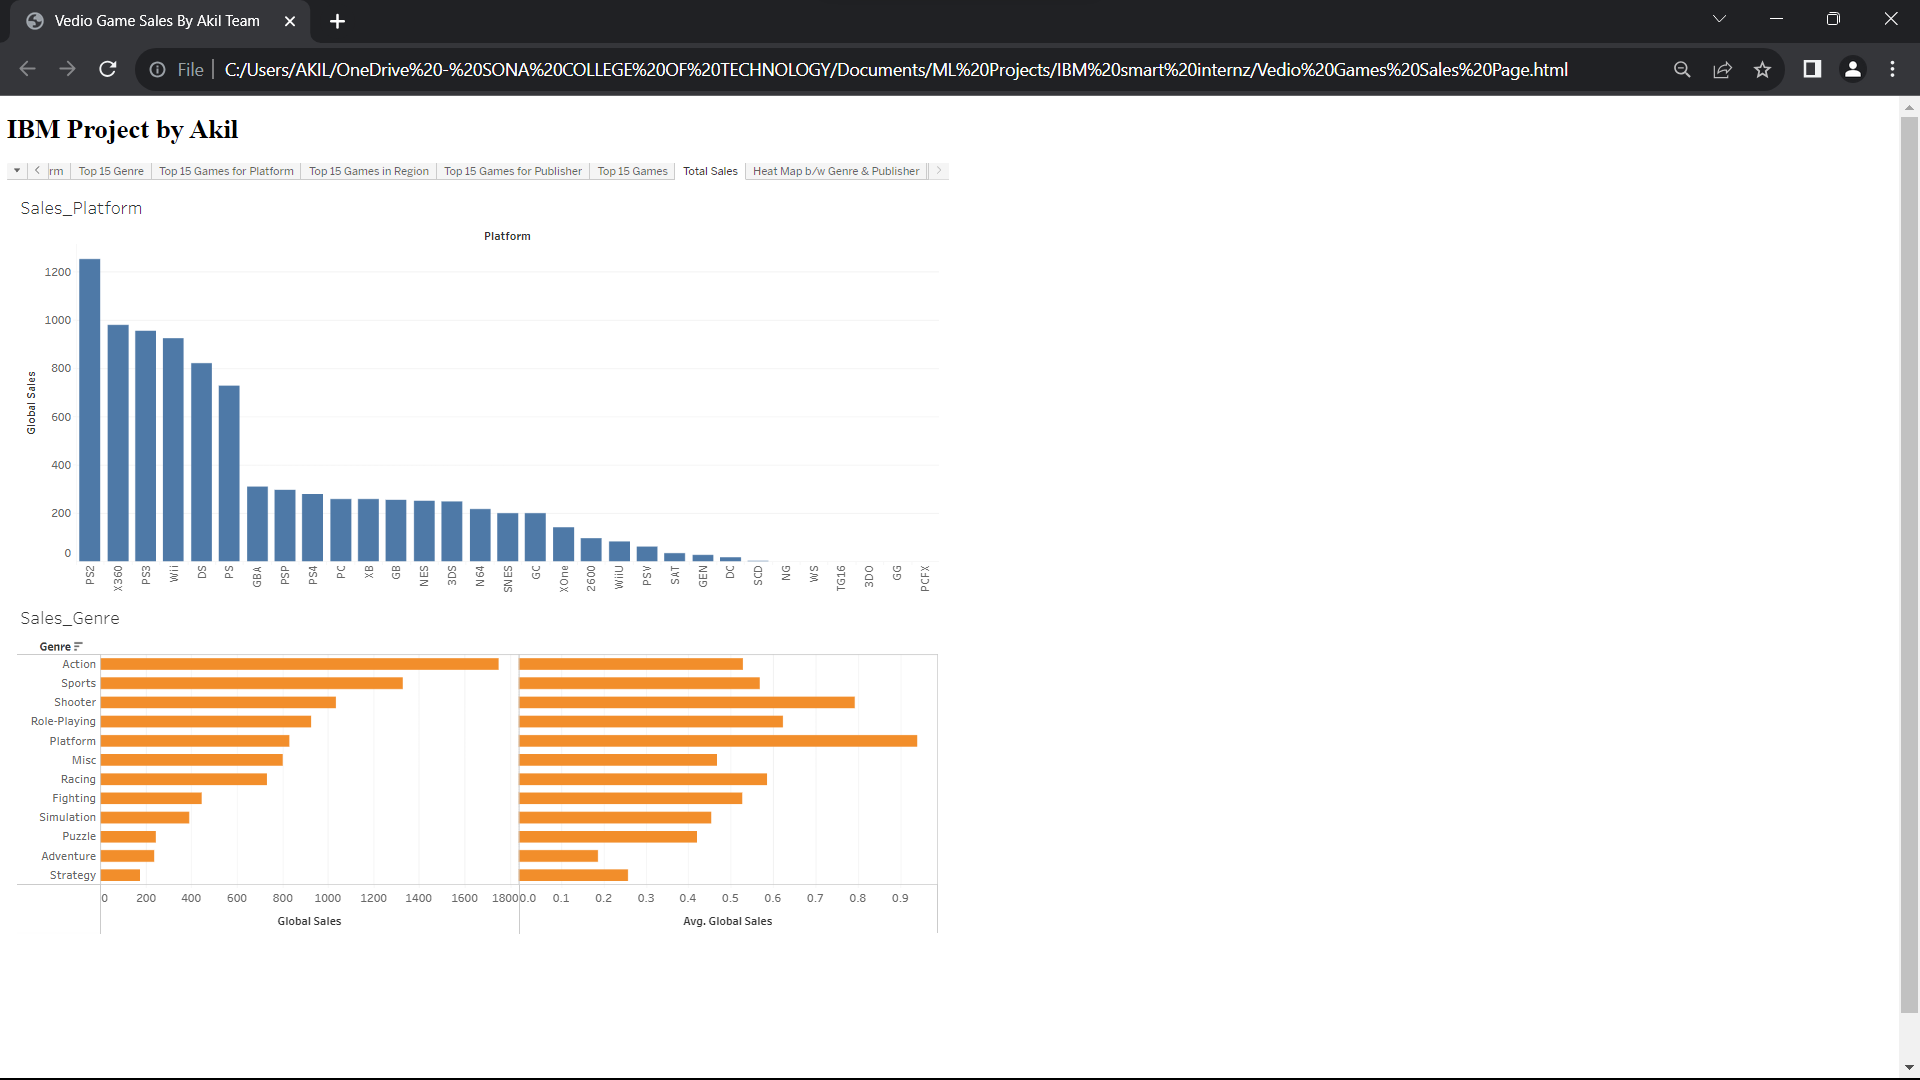 Vedio Game Sales By Akil Team
File
C:/Users/AKIL/OneDrive%20-%20SONA%20COLLEGE%20OF%20TECHNOLOGY/Documents/ML%20Projects/IBM%20smart%20internz/Vedio%20Games%20Sales%20Page.html
IBM Project by Akil
rm Top 15 Genre Top 15 Games for Platform Top 15 Games in Region Top 15 Games for Publisher Top 15 Games Total Sales Heat Map b/w Genre & Publisher
Sales_Platform
Platform
Global Sales
1200
1000
800
600
400
200
0
PS2 X360 PS3 Wii DS PS GBA PSP PS4 PC XB GB NES 3DS N64 SNES GC XOne 2600 WiiU PSV SAT GEN DC SCD NG WS TG16 3DO GG PCFX
Sales_Genre
Genre
Action
Sports
Shooter
Role-Playing
Platform
Misc
Racing
Fighting
Simulation
Puzzle
Adventure
Strategy
0 200 400 600 800 1000 1200 1400 1600 1800 0.0 0.1 0.2 0.3 0.4 0.5 0.6 0.7 0.8 0.9
Global Sales Avg. Global Sales